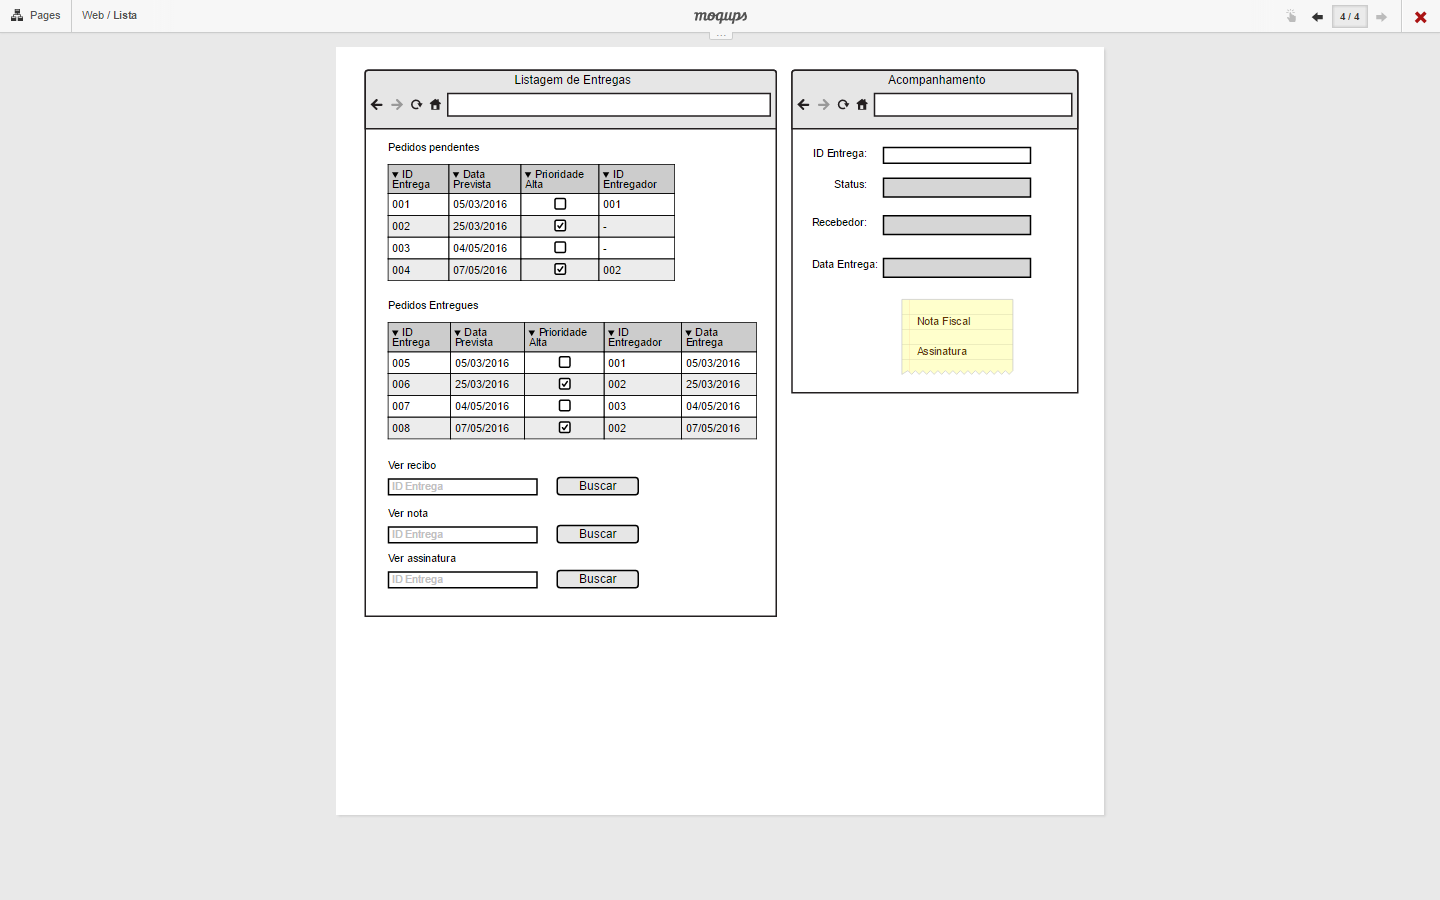 Pages
Web / Lista
moqups
4 / 4
...
Listagem de Entregas
Pedidos pendentes
ID Entrega Data Prevista Prioridade Alta ID Entregador
001 05/03/2016 001
002 25/03/2016 -
003 04/05/2016 -
004 07/05/2016 002
Pedidos Entregues
ID Entrega Data Prevista Prioridade Alta ID Entregador Data Entrega
005 05/03/2016 001 05/03/2016
006 25/03/2016 002 25/03/2016
007 04/05/2016 003 04/05/2016
008 07/05/2016 002 07/05/2016
Ver recibo
ID Entrega Buscar
Ver nota
ID Entrega Buscar
Ver assinatura
ID Entrega Buscar
Acompanhamento
ID Entrega:
Status:
Recebedor:
Data Entrega:
Nota Fiscal
Assinatura